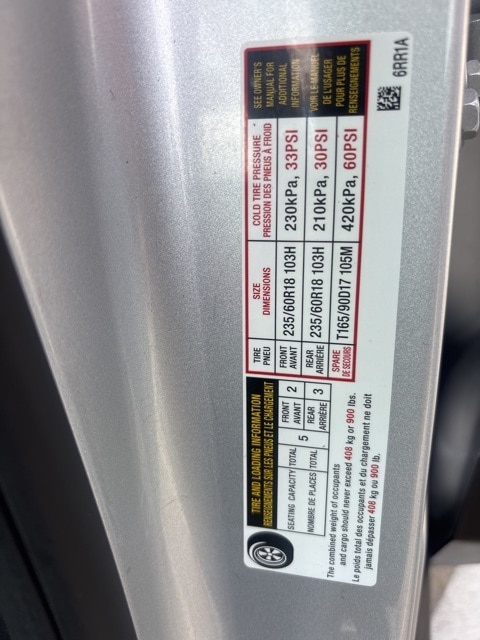 TIRE AND LOADING INFORMATION
RENSEIGNEMENTS SUR LES PNEUS ET LE CHARGEMENT
SEATING CAPACITY TOTAL 5 FRONT AVANT 2
NOMBRE DE PLACES TOTAL REAR ARRIÈRE 3
The combined weight of occupants
and cargo should never exceed 408 kg or 900 lbs.
Le poids total des occupants et du chargement ne doit
jamais dépasser 408 kg ou 900 lb.
TIRE PNEU SIZE DIMENSIONS COLD TIRE PRESSURE PRESSION DES PNEUS À FROID
FRONT AVANT 235/60R18 103H 230kPa, 33PSI
REAR ARRIÈRE 235/60R18 103H 210kPa, 30PSI
SPARE DE SECOURS T165/90D17 105M 420kPa, 60PSI
SEE OWNER'S
MANUAL FOR
ADDITIONAL
INFORMATION
VOIR LE MANUEL
DE L'USAGER
POUR PLUS DE
RENSEIGNEMENTS
6RR1A